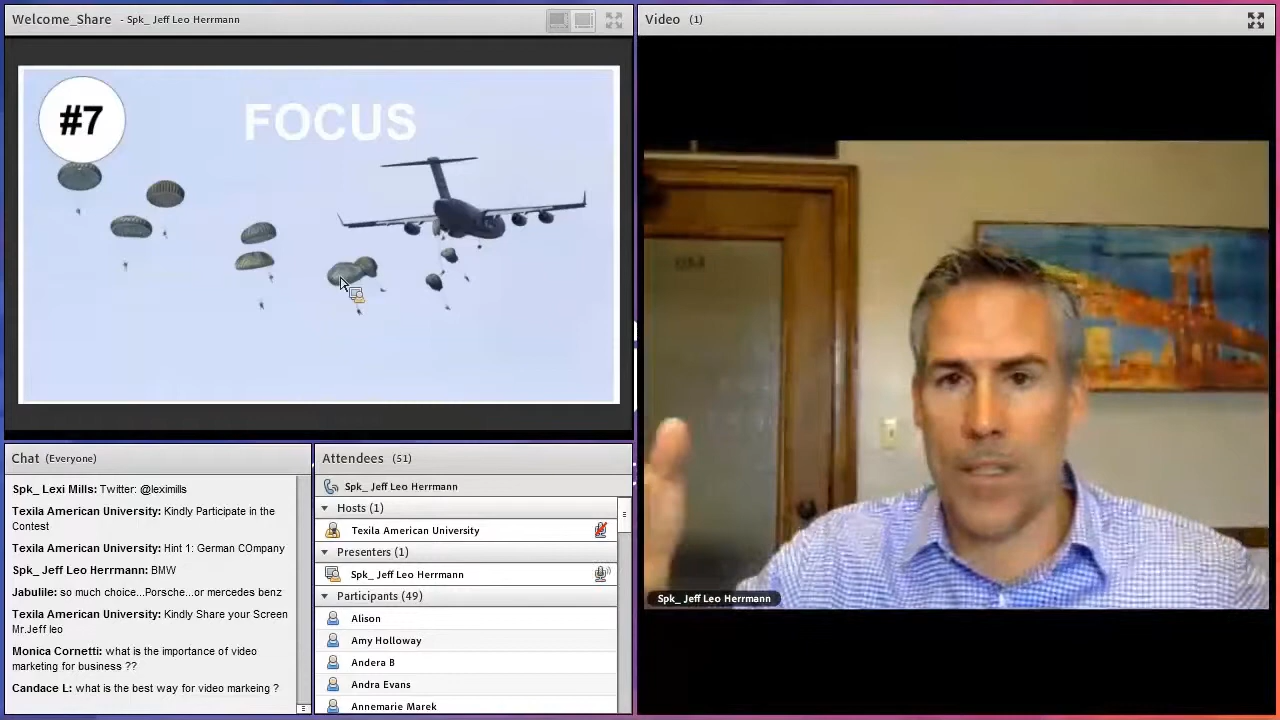 Welcome_Share - Spk_ Jeff Leo Herrmann
#7
FOCUS
Video (1)
Spk_ Jeff Leo Herrmann
Chat (Everyone)
Spk_ Lexi Mills: Twitter: @leximills
Texila American University: Kindly Participate in the
Contest
Texila American University: Hint 1: German COmpany
Spk_ Jeff Leo Herrmann: BMW
Jabulile: so much choice...Porsche...or mercedes benz
Texila American University: Kindly Share your Screen
Mr.Jeff leo
Monica Cornetti: what is the importance of video
marketing for business ??
Candace L: what is the best way for video markeing ?
Attendees (51)
Spk_ Jeff Leo Herrmann
Hosts (1)
Texila American University
Presenters (1)
Spk_ Jeff Leo Herrmann
Participants (49)
Alison
Amy Holloway
Andera B
Andra Evans
Annemarie Marek